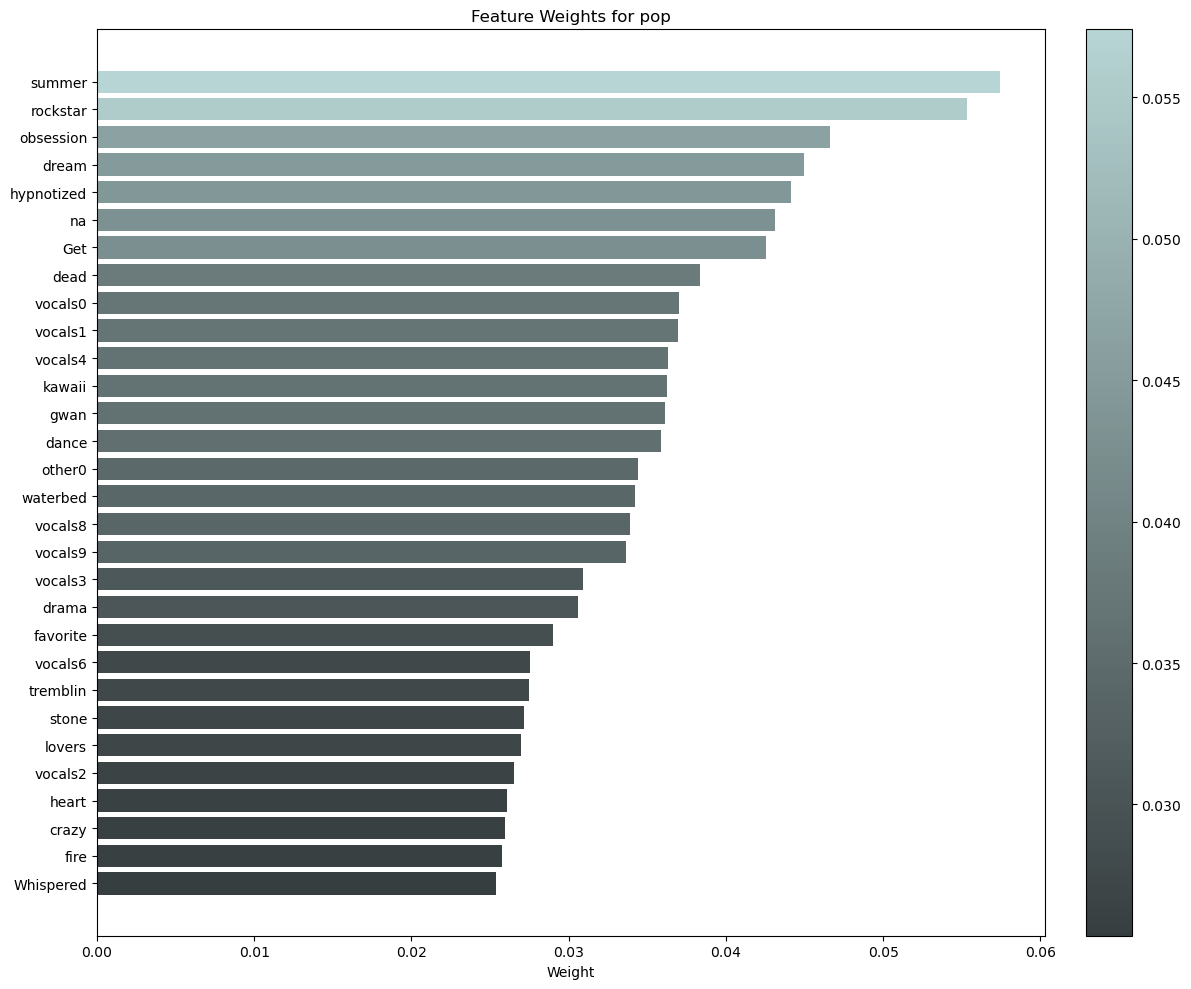 Feature Weights for pop
summer
rockstar
obsession
dream
hypnotized
na
Get
dead
vocals0
vocals1
vocals4
kawaii
gwan
dance
other0
waterbed
vocals8
vocals9
vocals3
drama
favorite
vocals6
tremblin
stone
lovers
vocals2
heart
crazy
fire
Whispered
0.00 0.01 0.02 0.03 0.04 0.05 0.06
Weight
0.055
0.050
0.045
0.040
0.035
0.030